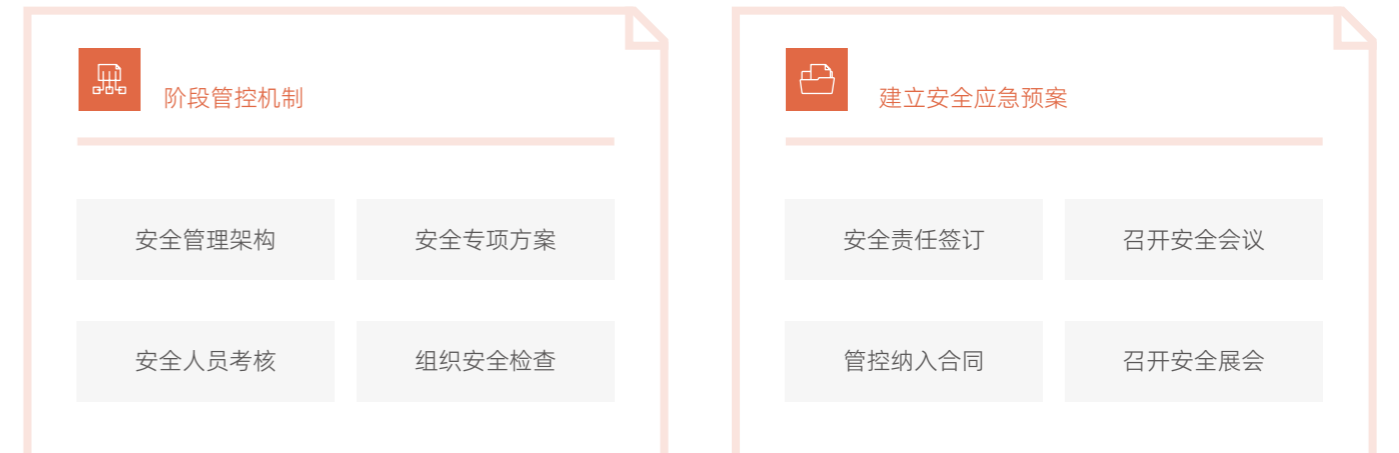 阶段管控机制
安全管理架构
安全专项方案
安全人员考核
组织安全检查
建立安全应急预案
安全责任签订
召开安全会议
管控纳入合同
召开安全展会